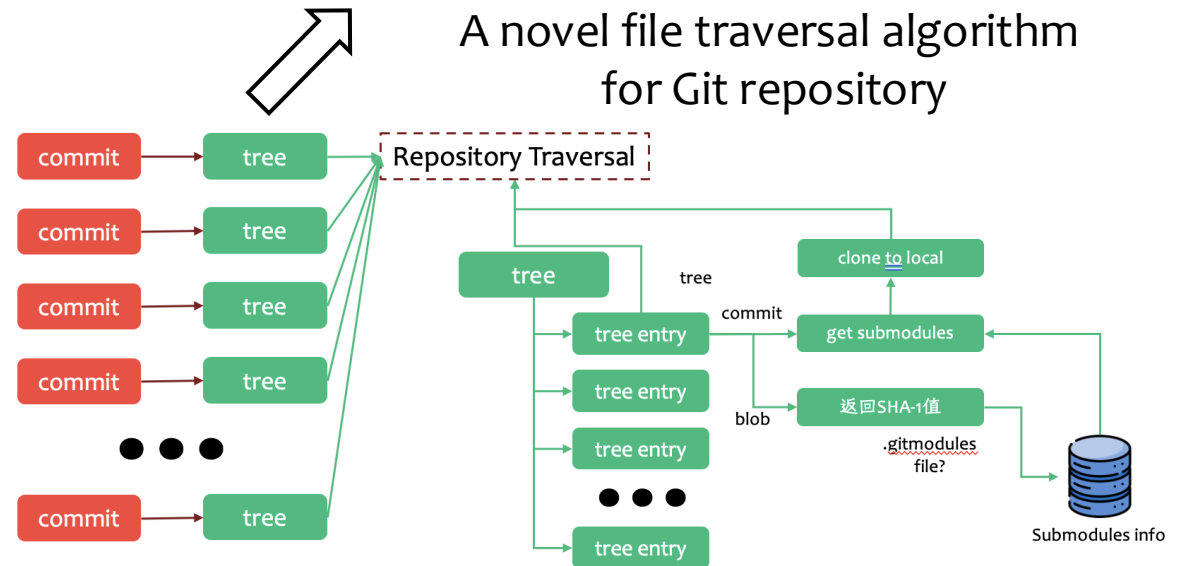 A novel file traversal algorithm
for Git repository
commit
tree
Repository Traversal
commit
tree
commit
tree
commit
tree
commit
tree
tree
tree
clone to local
commit
tree entry
get submodules
tree entry
blob
返回SHA-1值
tree entry
.gitmodules
file?
tree entry
Submodules info